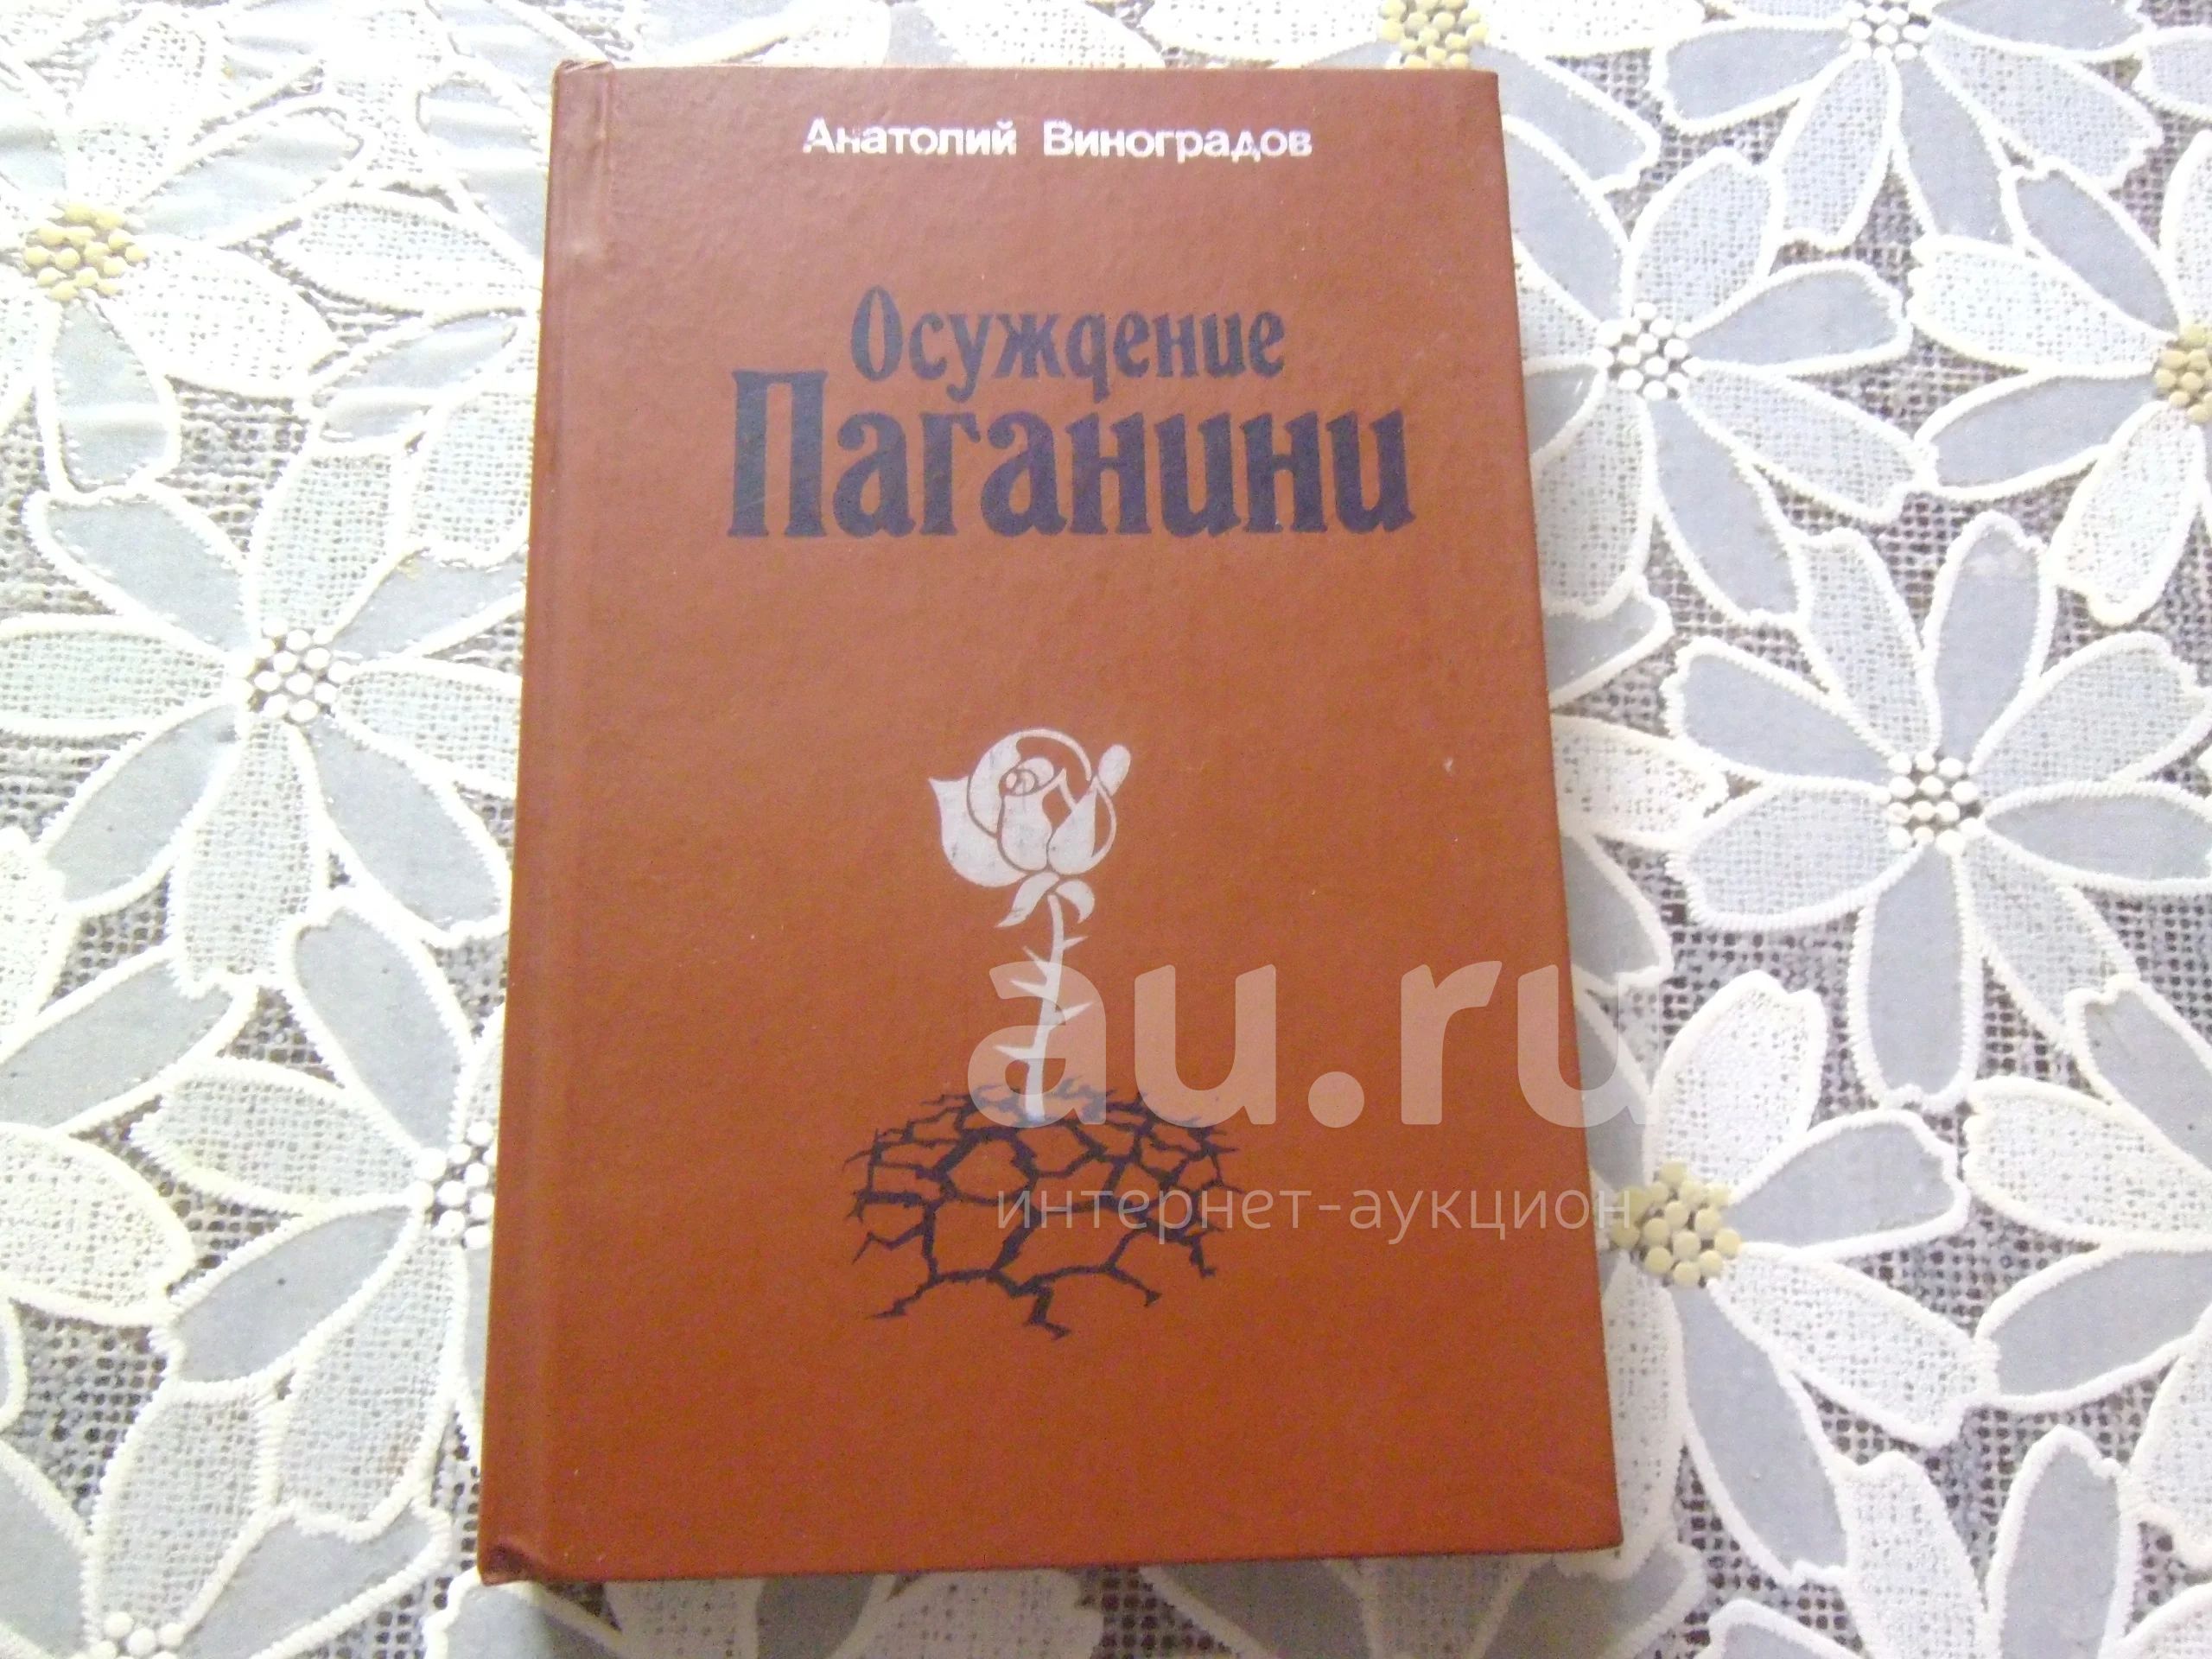 Анатолий Виноградов
Осуждение
Паганини
au.ru
интернет-аукцион